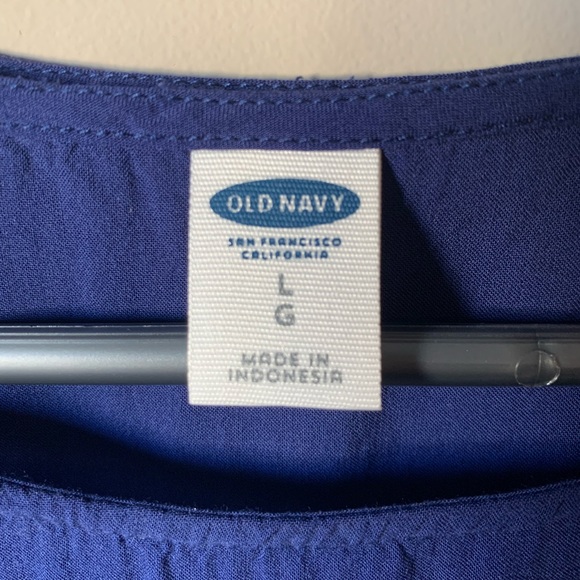 OLD NAVY
SAN FRANCISCO
CALIFORNIA
L
G
MADE IN
INDONESIA